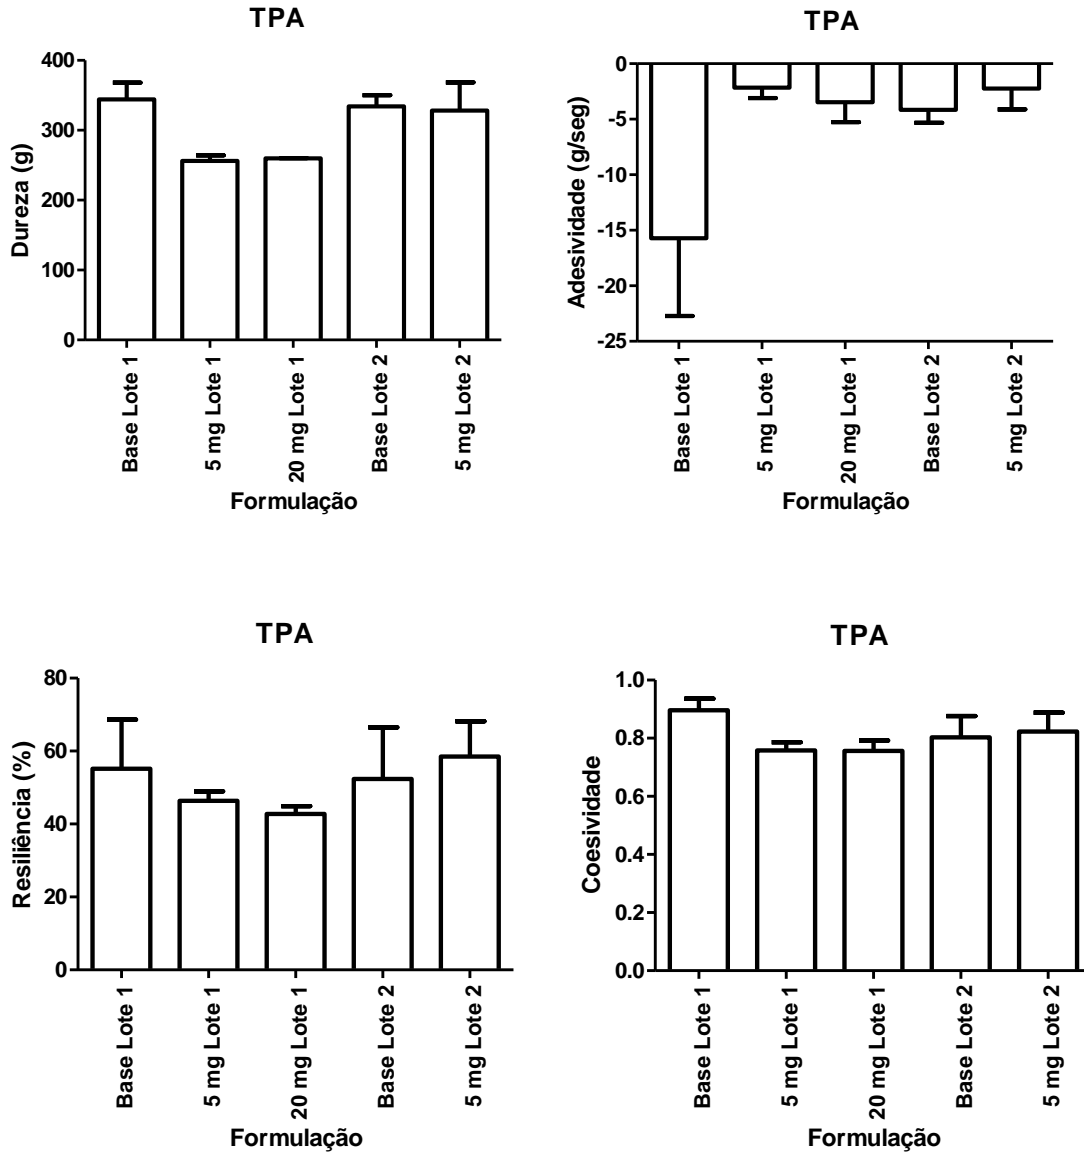 TPA
400
300
200
100
0
Dureza (g)
Base Lote 1
5 mg Lote 1
20 mg Lote 1
Base Lote 2
5 mg Lote 2
Formulação
TPA
0
-5
-10
-15
-20
-25
Adesividade (g/seg)
Base Lote 1
5 mg Lote 1
20 mg Lote 1
Base Lote 2
5 mg Lote 2
Formulação
TPA
80
60
40
20
0
Resiliência (%)
Base Lote 1
5 mg Lote 1
20 mg Lote 1
Base Lote 2
5 mg Lote 2
Formulação
TPA
1.0
0.8
0.6
0.4
0.2
0.0
Coesividade
Base Lote 1
5 mg Lote 1
20 mg Lote 1
Base Lote 2
5 mg Lote 2
Formulação